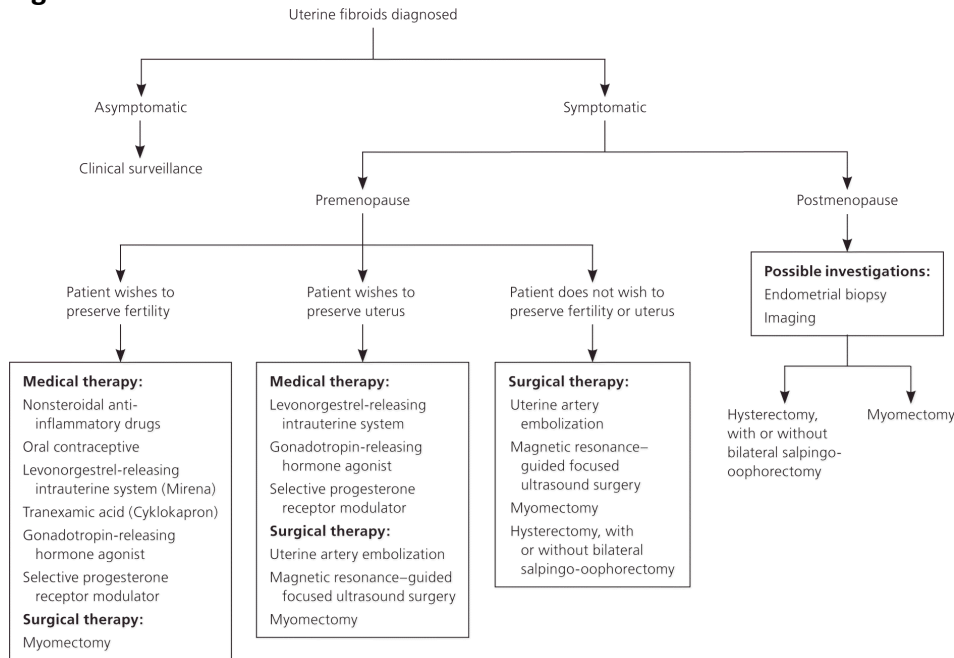 Uterine fibroids diagnosed
Asymptomatic
Symptomatic
Clinical surveillance
Premenopause
Postmenopause
Patient wishes to
preserve fertility
Patient wishes to
preserve uterus
Patient does not wish to
preserve fertility or uterus
Possible investigations:
Endometrial biopsy
Imaging
Medical therapy:
Nonsteroidal anti-
inflammatory drugs
Oral contraceptive
Levonorgestrel-releasing
intrauterine system (Mirena)
Tranexamic acid (Cyklokapron)
Gonadotropin-releasing
hormone agonist
Selective progesterone
receptor modulator
Surgical therapy:
Myomectomy
Medical therapy:
Levonorgestrel-releasing
intrauterine system
Gonadotropin-releasing
hormone agonist
Selective progesterone
receptor modulator
Surgical therapy:
Uterine artery embolization
Magnetic resonance–guided
focused ultrasound surgery
Myomectomy
Surgical therapy:
Uterine artery
embolization
Magnetic resonance–
guided focused
ultrasound surgery
Myomectomy
Hysterectomy, with
or without bilateral
salpingo-oophorectomy
Hysterectomy,
with or without
bilateral salpingo-
oophorectomy
Myomectomy